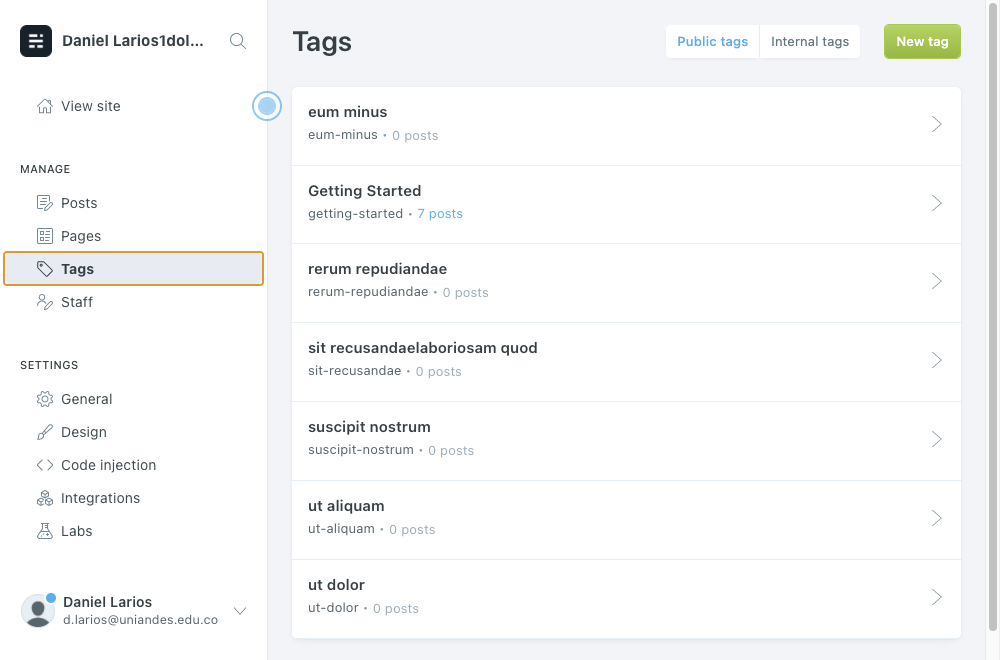 Daniel Larios1dol...
View site
MANAGE
Posts
Pages
Tags
Staff
SETTINGS
General
Design
Code injection
Integrations
Labs
Daniel Larios
d.larios@uniandes.edu.co
Tags
Public tags
Internal tags
New tag
eum minus
eum-minus • 0 posts
Getting Started
getting-started • 7 posts
rerum repudiandae
rerum-repudiandae • 0 posts
sit recusandaelaboriosam quod
sit-recusandae • 0 posts
suscipit nostrum
suscipit-nostrum • 0 posts
ut aliquam
ut-aliquam • 0 posts
ut dolor
ut-dolor • 0 posts